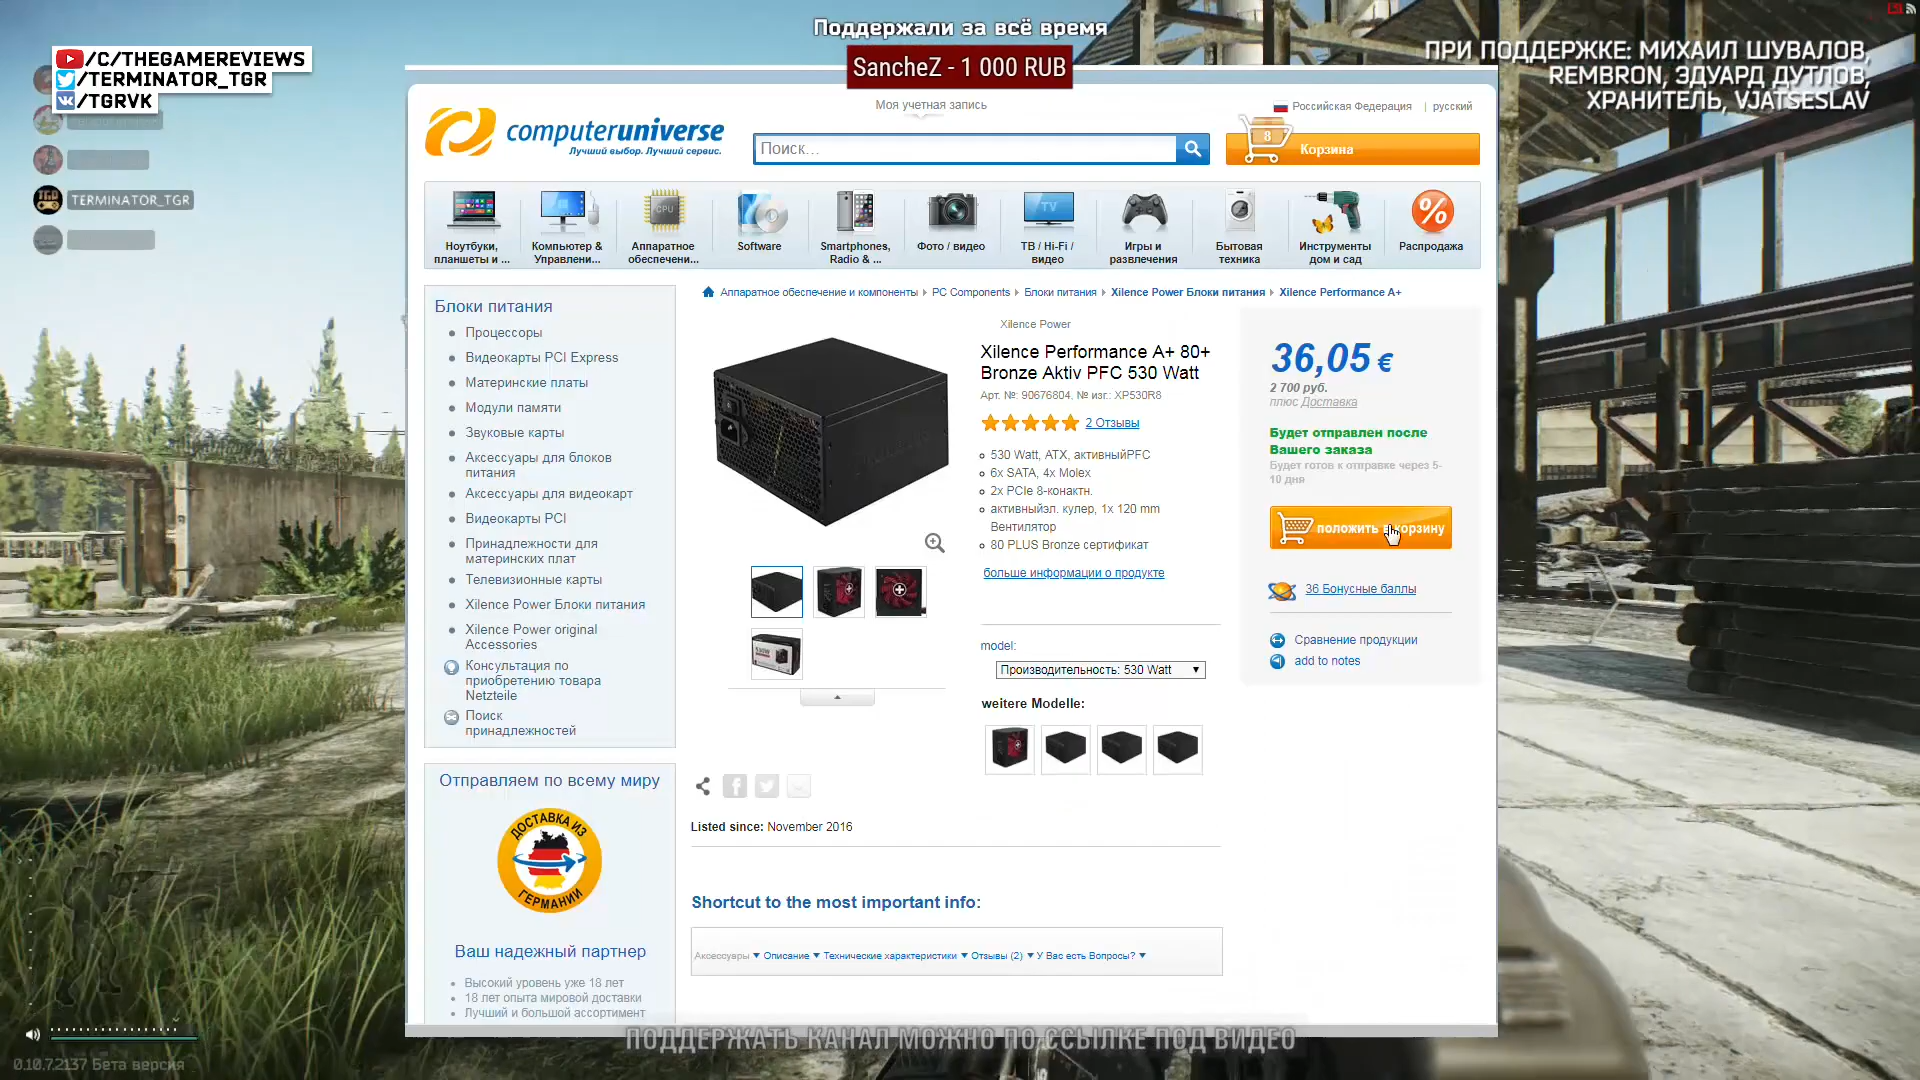 Поддержали за всё время
SancheZ - 1 000 RUB
/C/THEGAMEREVIEWS
/TERMINATOR_TGR
/TGRVK
TERMINATOR_TGR
ПРИ ПОДДЕРЖКЕ: МИХАИЛ ШУВАЛОВ,
REMBRON, ЭДУАРД ДУТЛОВ,
ХРАНИТЕЛЬ, VJATSESLAV
Моя учетная запись
Российская Федерация | русский
computeruniverse
Лучший выбор. Лучший сервис.
Поиск...
8
Корзина
CPU
TV
%
Ноутбуки,
планшеты и ...
Компьютер &
Управлени...
Аппаратное
обеспечени...
Software
Smartphones,
Radio & ...
Фото / видео
ТВ / Hi-Fi /
видео
Игры и
развлечения
Бытовая
техника
Инструменты
дом и сад
Распродажа
Блоки питания
Процессоры
Видеокарты PCI Express
Материнские платы
Модули памяти
Звуковые карты
Аксессуары для блоков
питания
Аксессуары для видеокарт
Видеокарты PCI
Принадлежности для
материнских плат
Телевизионные карты
Xilence Power Блоки питания
Xilence Power original
Accessories
Консультация по
приобретению товара
Netzteile
Поиск
принадлежностей
Отправляем по всему миру
ДОСТАВКА ИЗ
ГЕРМАНИИ
Ваш надежный партнер
Высокий уровень уже 18 лет
18 лет опыта мировой доставки
Лучший и большой ассортимент
Аппаратное обеспечение и компоненты PC Components Блоки питания Xilence Power Блоки питания Xilence Performance A+
Xilence Power
Xilence Performance A+ 80+
Bronze Aktiv PFC 530 Watt
Арт. №: 90676804, № изг.: XP530R8
2 Отзывы
530 Watt, ATX, активныйPFC
6x SATA, 4x Molex
2x PCIe 8-контактн.
активныйэл. кулер, 1x 120 mm
Вентилятор
80 PLUS Bronze сертификат
больше информации о продукте
model:
Производительность: 530 Watt
weitere Modelle:
36,05 €
2 700 руб.
плюс Доставка
Будет отправлен после
Вашего заказа
Будет готов к отправке через 5-
10 дня
положить в корзину
36 Бонусные баллы
Сравнение продукции
add to notes
Listed since: November 2016
Shortcut to the most important info:
Аксессуары Описание Технические характеристики Отзывы (2) У Вас есть Вопросы?
ПОДДЕРЖАТЬ КАНАЛ МОЖНО ПО ССЫЛКЕ ПОД ВИДЕО
0.10.7.2137 Бета версия